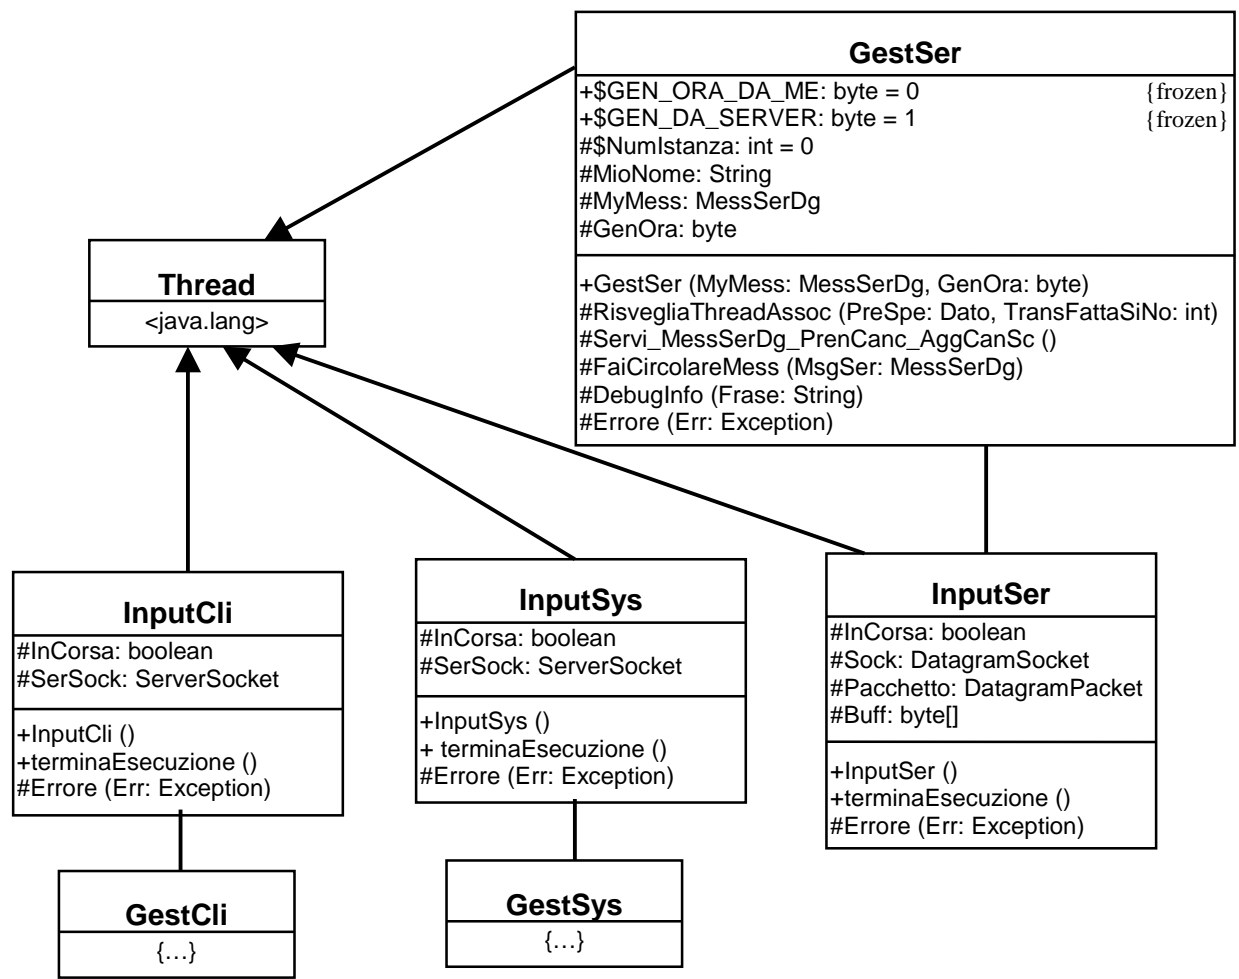 GestSer
+$GEN_ORA_DA_ME: byte = 0 {frozen}
+$GEN_DA_SERVER: byte = 1 {frozen}
#$NumIstanza: int = 0
#MioNome: String
#MyMess: MessSerDg
#GenOra: byte
+GestSer (MyMess: MessSerDg, GenOra: byte)
#RisvegliaThreadAssoc (PreSpe: Dato, TransFattaSiNo: int)
#Servi_MessSerDg_PrenCanc_AggCanSc ()
#FaiCircolareMess (MsgSer: MessSerDg)
#DebugInfo (Frase: String)
#Errore (Err: Exception)
Thread
<java.lang>
InputCli
#InCorsa: boolean
#SerSock: ServerSocket
+InputCli ()
+terminaEsecuzione ()
#Errore (Err: Exception)
InputSys
#InCorsa: boolean
#SerSock: ServerSocket
+InputSys ()
+ terminaEsecuzione ()
#Errore (Err: Exception)
InputSer
#InCorsa: boolean
#Sock: DatagramSocket
#Pacchetto: DatagramPacket
#Buff: byte[]
+InputSer ()
+terminaEsecuzione ()
#Errore (Err: Exception)
GestCli
{…}
GestSys
{…}